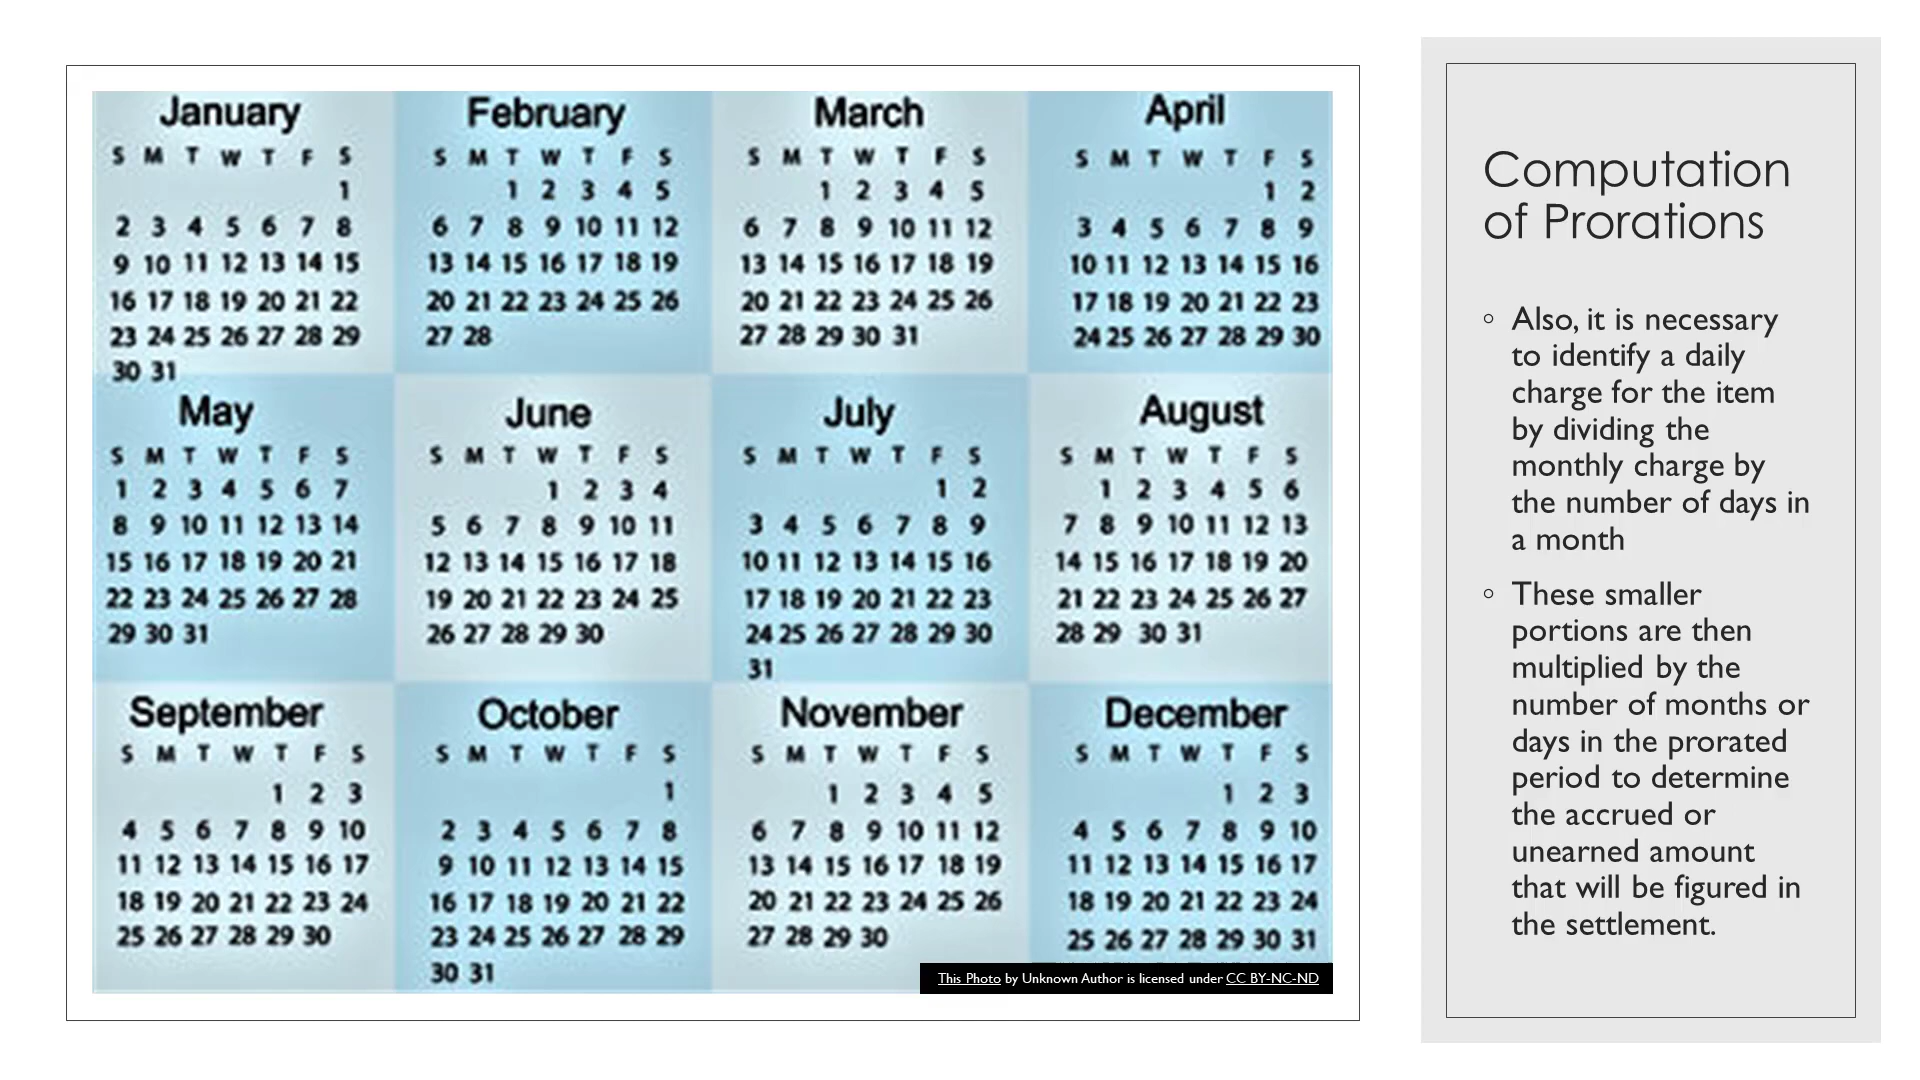 January
S M T W T F S
1
2 3 4 5 6 7 8
9 10 11 12 13 14 15
16 17 18 19 20 21 22
23 24 25 26 27 28 29
30 31
February
S M T W T F S
1 2 3 4 5
6 7 8 9 10 11 12
13 14 15 16 17 18 19
20 21 22 23 24 25 26
27 28
March
S M T W T F S
1 2 3 4 5
6 7 8 9 10 11 12
13 14 15 16 17 18 19
20 21 22 23 24 25 26
27 28 29 30 31
April
S M T W T F S
1 2
3 4 5 6 7 8 9
10 11 12 13 14 15 16
17 18 19 20 21 22 23
24 25 26 27 28 29 30
May
S M T W T F S
1 2 3 4 5 6 7
8 9 10 11 12 13 14
15 16 17 18 19 20 21
22 23 24 25 26 27 28
29 30 31
June
S M T W T F S
1 2 3 4
5 6 7 8 9 10 11
12 13 14 15 16 17 18
19 20 21 22 23 24 25
26 27 28 29 30
July
S M T W T F S
1 2
3 4 5 6 7 8 9
10 11 12 13 14 15 16
17 18 19 20 21 22 23
24 25 26 27 28 29 30
31
August
S M T W T F S
1 2 3 4 5 6
7 8 9 10 11 12 13
14 15 16 17 18 19 20
21 22 23 24 25 26 27
28 29 30 31
September
S M T W T F S
1 2 3
4 5 6 7 8 9 10
11 12 13 14 15 16 17
18 19 20 21 22 23 24
25 26 27 28 29 30
October
S M T W T F S
1
2 3 4 5 6 7 8
9 10 11 12 13 14 15
16 17 18 19 20 21 22
23 24 25 26 27 28 29
30 31
November
S M T W T F S
1 2 3 4 5
6 7 8 9 10 11 12
13 14 15 16 17 18 19
20 21 22 23 24 25 26
27 28 29 30
December
S M T W T F S
1 2 3
4 5 6 7 8 9 10
11 12 13 14 15 16 17
18 19 20 21 22 23 24
25 26 27 28 29 30 31
This Photo by Unknown Author is licensed under CC BY-NC-ND
Computation
of Prorations
◦ Also, it is necessary
to identify a daily
charge for the item
by dividing the
monthly charge by
the number of days in
a month
◦ These smaller
portions are then
multiplied by the
number of months or
days in the prorated
period to determine
the accrued or
unearned amount
that will be figured in
the settlement.